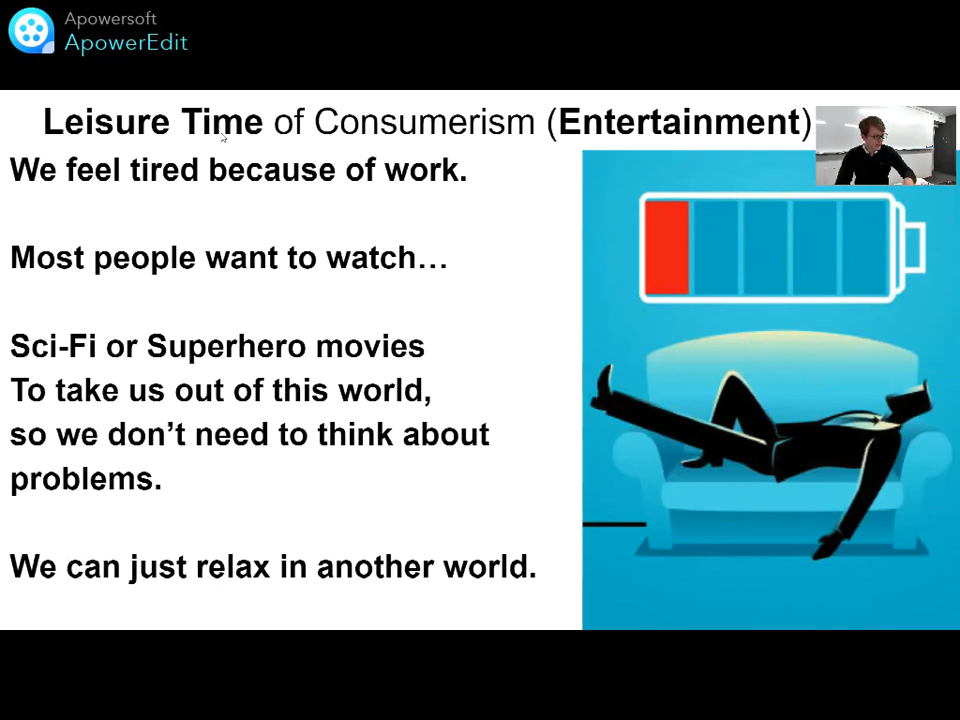 Apowersoft
ApowerEdit
Leisure Time of Consumerism (Entertainment)
We feel tired because of work.
Most people want to watch…
Sci-Fi or Superhero movies
To take us out of this world,
so we don’t need to think about
problems.
We can just relax in another world.